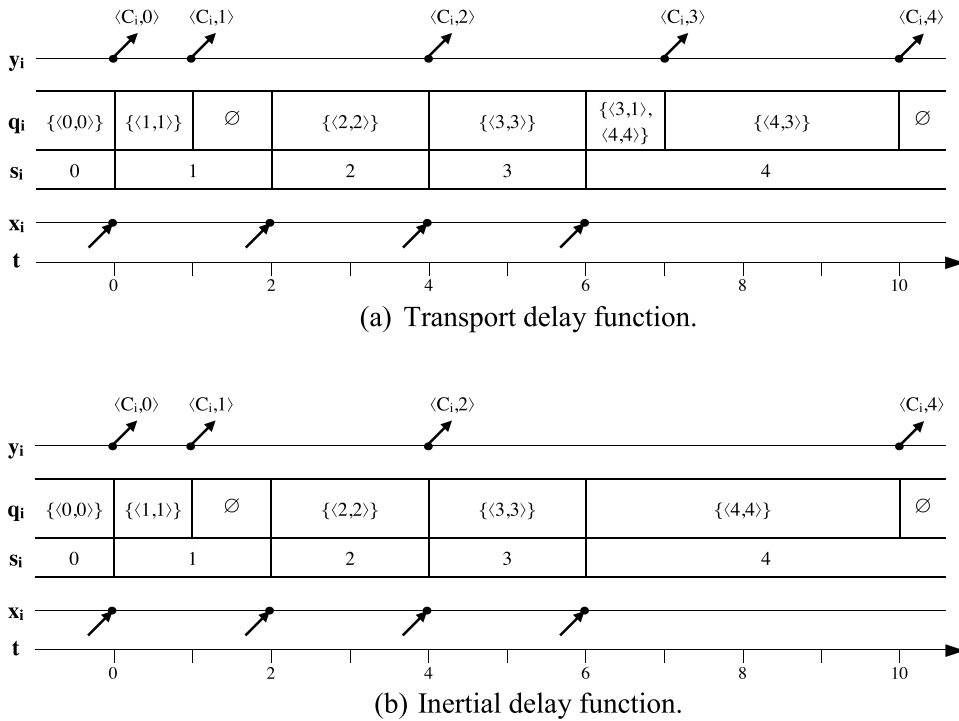 ⟨Cᵢ,0⟩ ⟨Cᵢ,1⟩ ⟨Cᵢ,2⟩ ⟨Cᵢ,3⟩ ⟨Cᵢ,4⟩
yᵢ
qᵢ {⟨0,0⟩} {⟨1,1⟩} ∅ {⟨2,2⟩} {⟨3,3⟩} {⟨3,1⟩, ⟨4,4⟩} {⟨4,3⟩} ∅
sᵢ 0 1 2 3 4
xᵢ
t
0 2 4 6 8 10
(a) Transport delay function.
⟨Cᵢ,0⟩ ⟨Cᵢ,1⟩ ⟨Cᵢ,2⟩ ⟨Cᵢ,4⟩
yᵢ
qᵢ {⟨0,0⟩} {⟨1,1⟩} ∅ {⟨2,2⟩} {⟨3,3⟩} {⟨4,4⟩} ∅
sᵢ 0 1 2 3 4
xᵢ
t
0 2 4 6 8 10
(b) Inertial delay function.